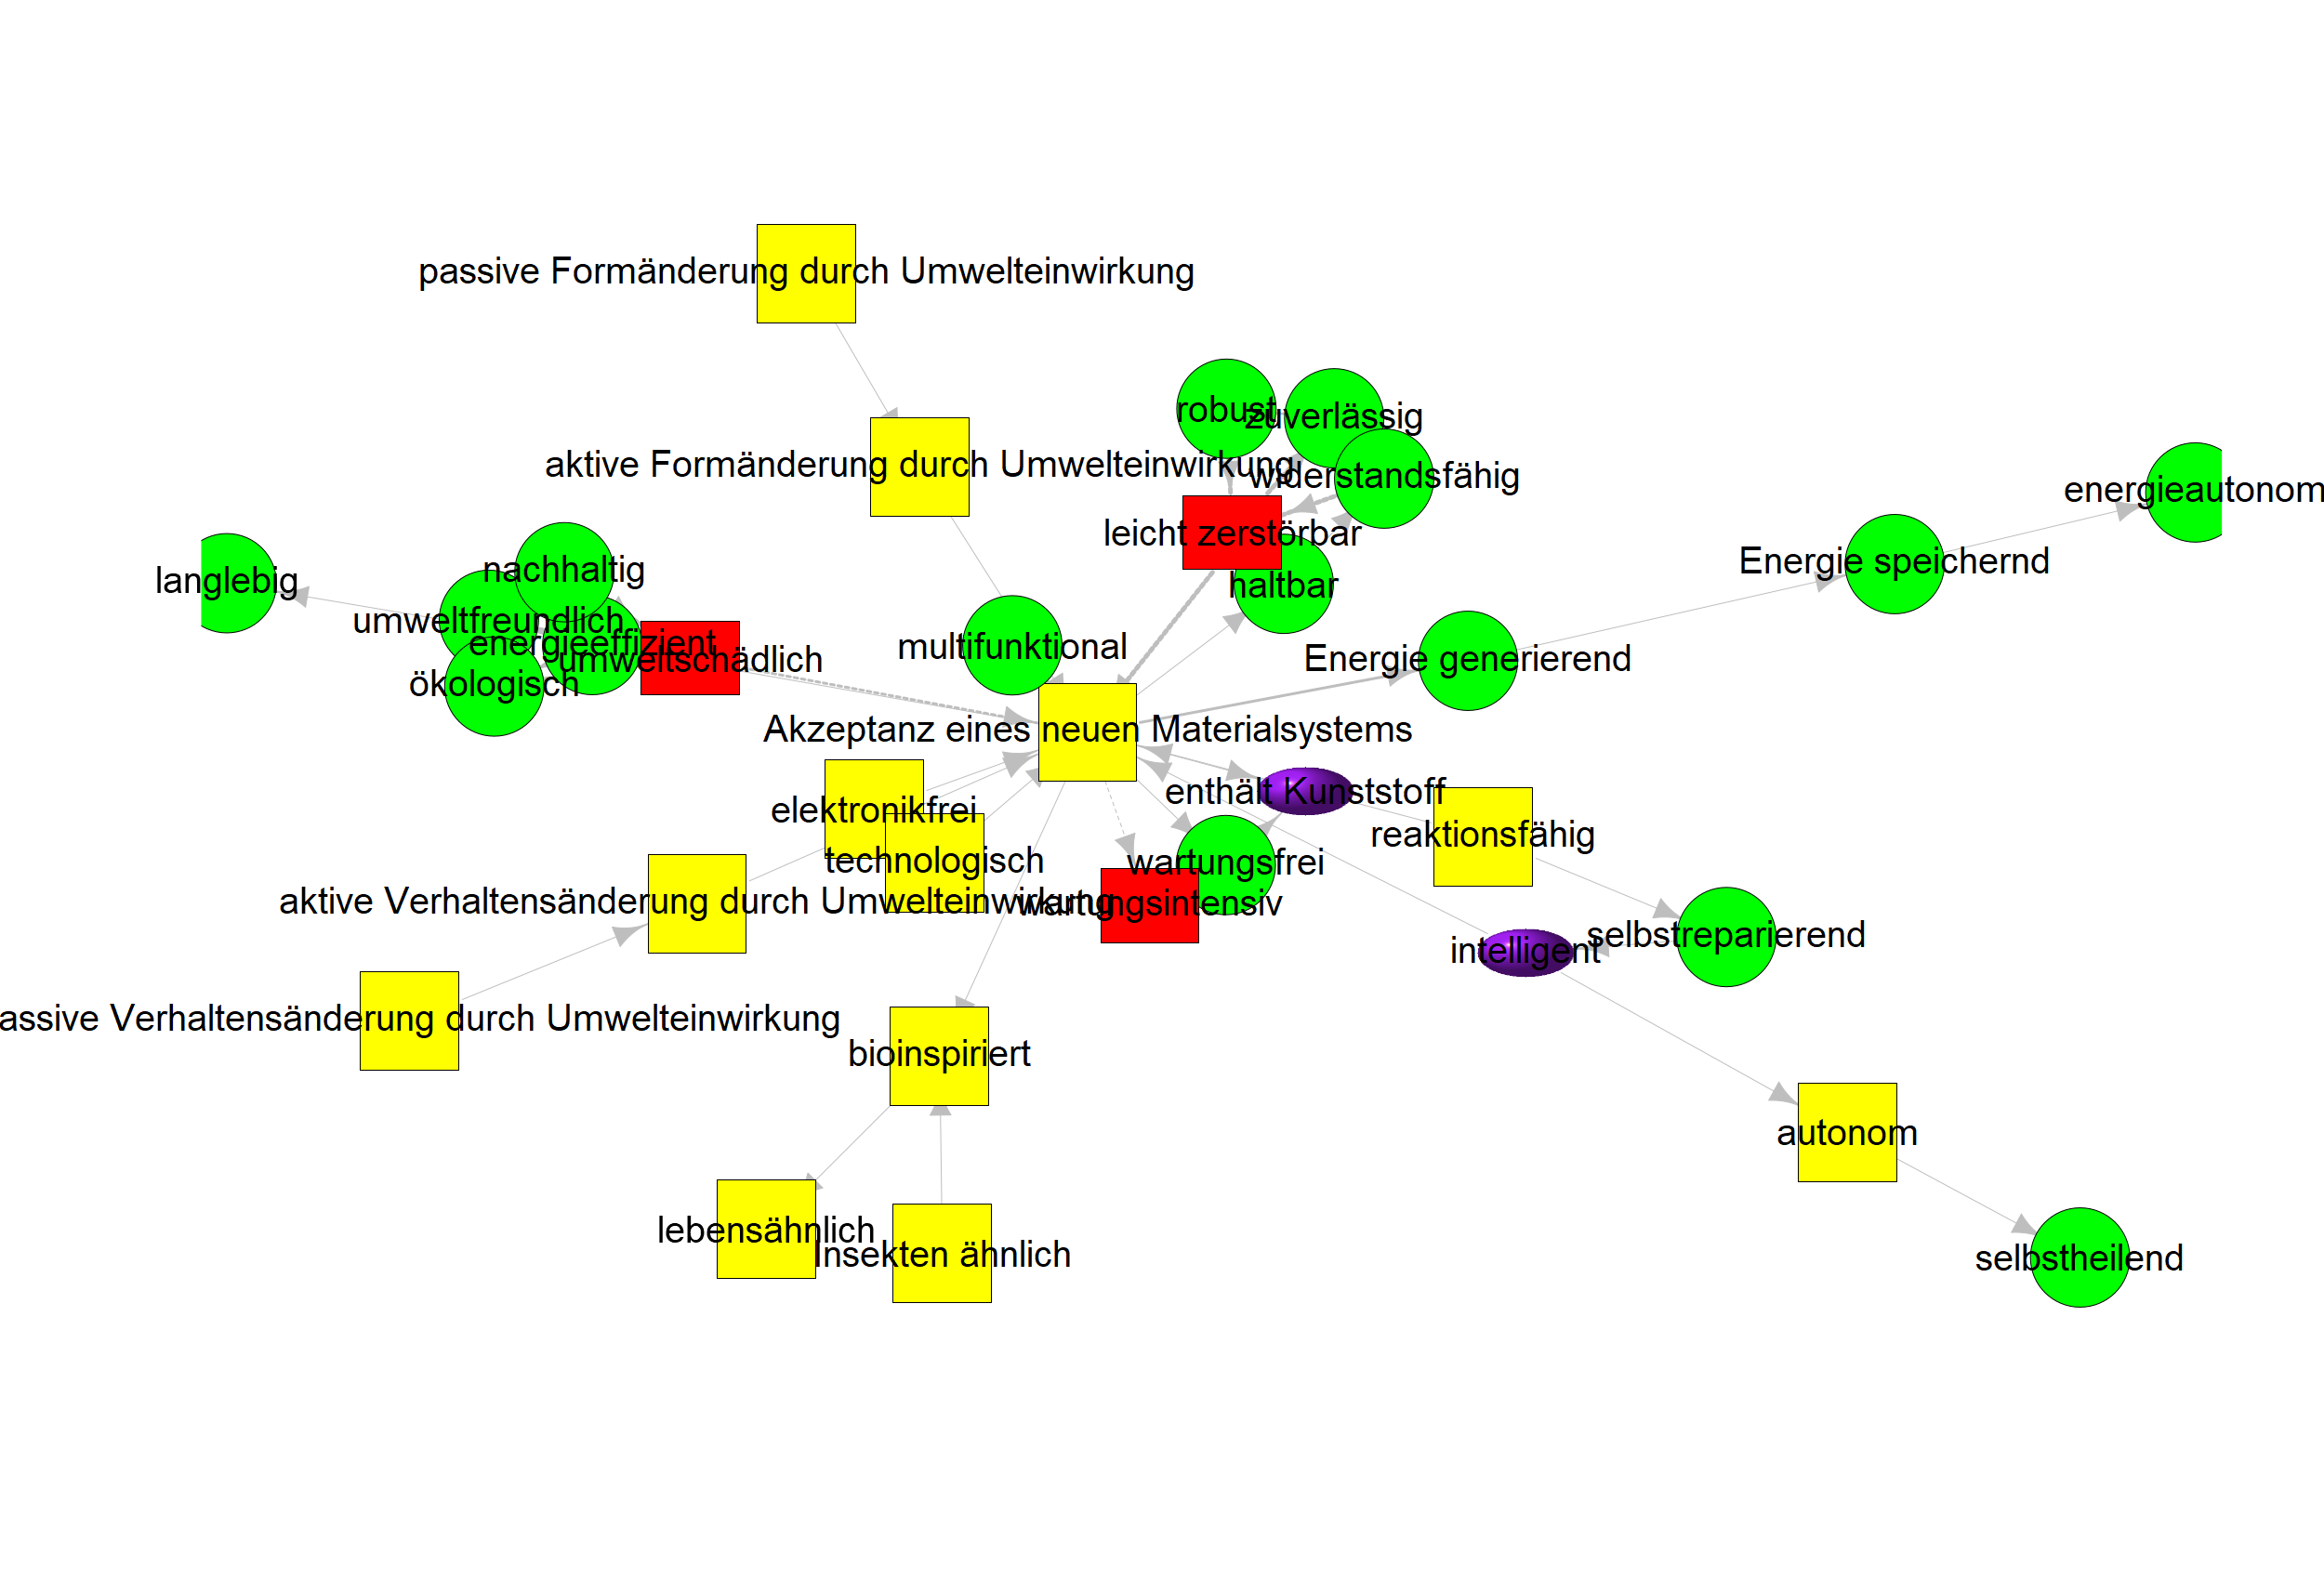 passive Formänderung durch Umwelteinwirkung
robust
zuverlässig
aktive Formänderung durch Umwelteinwirkung
widerstandsfähig
energieautonom
leicht zerstörbar
Energie speichernd
nachhaltig
langlebig
haltbar
umweltfreundlich
energieeffizient
multifunktional
umweltschädlich
Energie generierend
ökologisch
Akzeptanz eines neuen Materialsystems
enthält Kunststoff
elektronikfrei
reaktionsfähig
technologisch
wartungsfrei
aktive Verhaltensänderung durch Umwelteinwirkung
wartungsintensiv
selbstreparierend
intelligent
assive Verhaltensänderung durch Umwelteinwirkung
bioinspiriert
autonom
lebensähnlich
Insekten ähnlich
selbstheilend